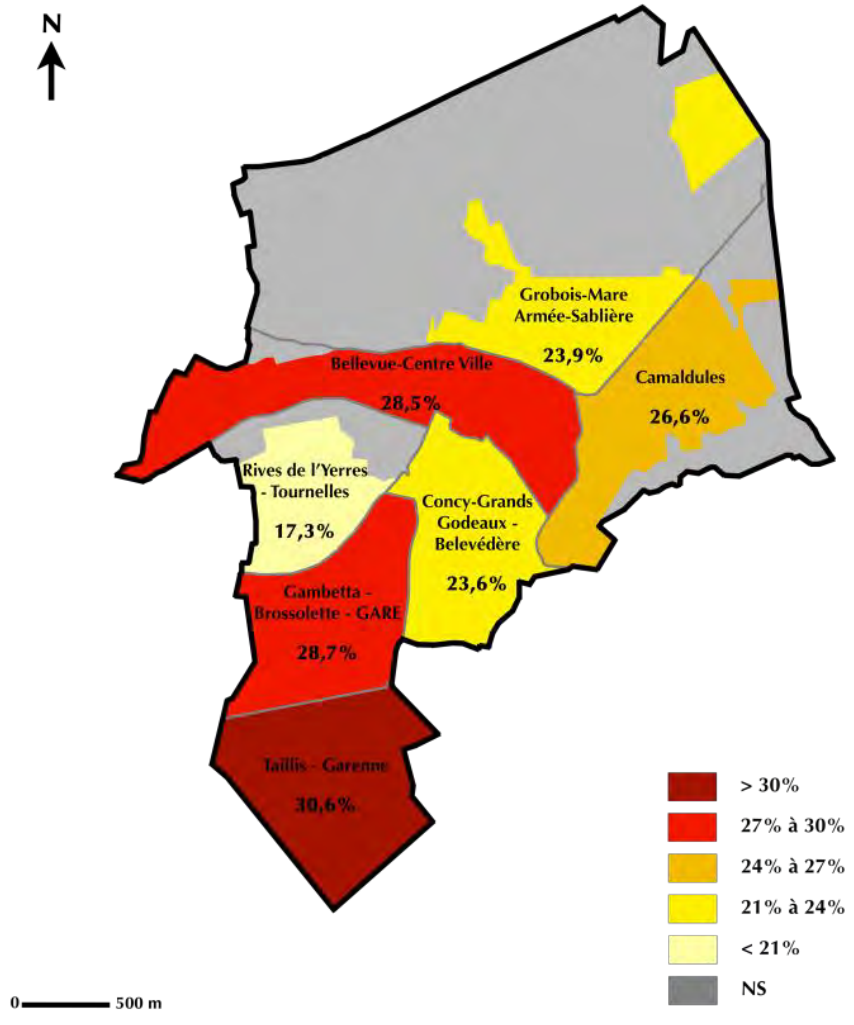 N
Grobois-Mare
Armée-Sablière
23,9%
Bellevue-Centre Ville
28,5%
Camaldules
26,6%
Rives de l'Yerres
- Tournelles
17,3%
Concy-Grands
Godeaux -
Belevédère
23,6%
Gambetta -
Brossolette - GARE
28,7%
Taillis - Garenne
30,6%
> 30%
27% à 30%
24% à 27%
21% à 24%
< 21%
NS
0 500 m